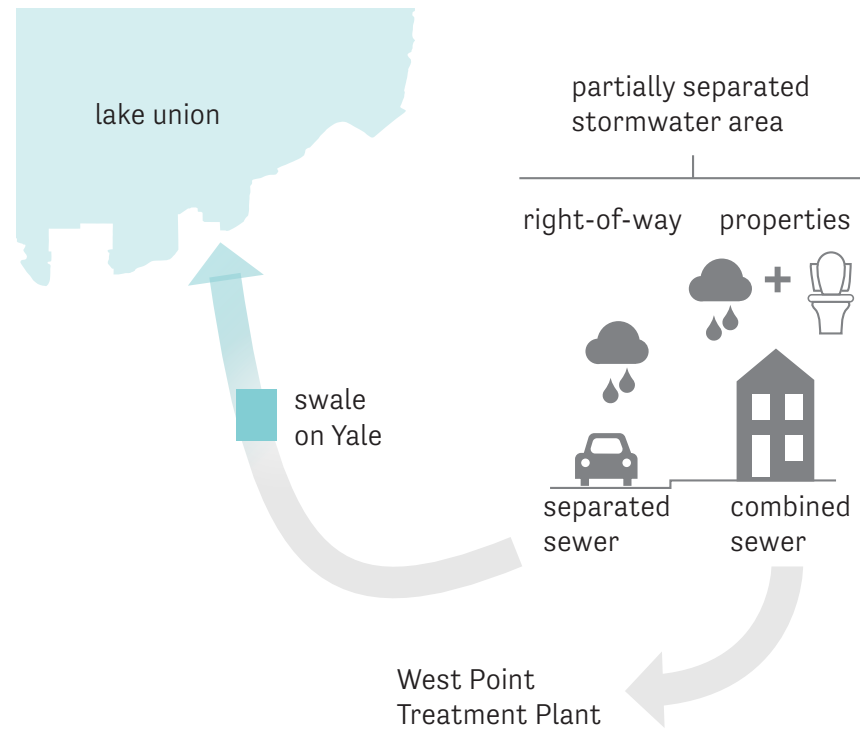 lake union
partially separated
stormwater area
right-of-way
properties
swale
on Yale
separated
sewer
combined
sewer
West Point
Treatment Plant